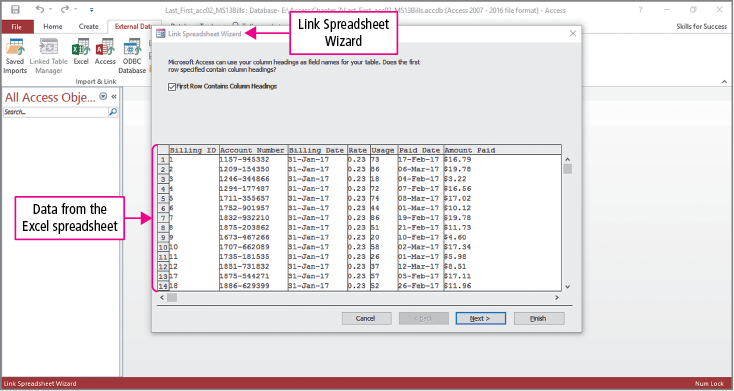 Last_First_acc02_MS13Bills : Database- E:\Access Chapter 2\Last_First_acc02_MS13Bills.accdb (Access 2007 - 2016 file format) - Access
File Home Create External Data Skills for Success
Saved Imports
Linked Table Manager
Excel
Access
ODBC Database
Import & Link
All Access Obje...
Search...
Link Spreadsheet Wizard
Link Spreadsheet Wizard
Microsoft Access can use your column headings as field names for your table. Does the first
row specified contain column headings?
First Row Contains Column Headings
Billing ID Account Number Billing Date Rate Usage Paid Date Amount Paid
1 1 1157-945332 31-Jan-17 0.23 73 17-Feb-17 $16.79
2 2 1209-154350 31-Jan-17 0.23 86 06-Mar-17 $19.78
3 3 1246-344866 31-Jan-17 0.23 18 04-Feb-17 $3.22
4 4 1294-177487 31-Jan-17 0.23 72 07-Feb-17 $16.56
5 5 1711-355657 31-Jan-17 0.23 74 08-Mar-17 $17.02
6 6 1752-901957 31-Jan-17 0.23 44 01-Mar-17 $10.12
7 7 1832-932210 31-Jan-17 0.23 86 19-Feb-17 $19.78
8 8 1875-203862 31-Jan-17 0.23 51 21-Feb-17 $11.73
9 9 1673-467266 31-Jan-17 0.23 20 10-Feb-17 $4.60
10 10 1707-662089 31-Jan-17 0.23 58 02-Mar-17 $17.34
11 11 1735-181535 31-Jan-17 0.23 26 01-Mar-17 $5.98
12 12 1851-731832 31-Jan-17 0.23 37 12-Mar-17 $8.51
13 17 1875-544271 31-Jan-17 0.23 57 05-Feb-17 $17.11
14 18 1886-629399 31-Jan-17 0.23 52 26-Feb-17 $11.96
Data from the
Excel spreadsheet
Cancel < Back Next > Finish
Link Spreadsheet Wizard Num Lock